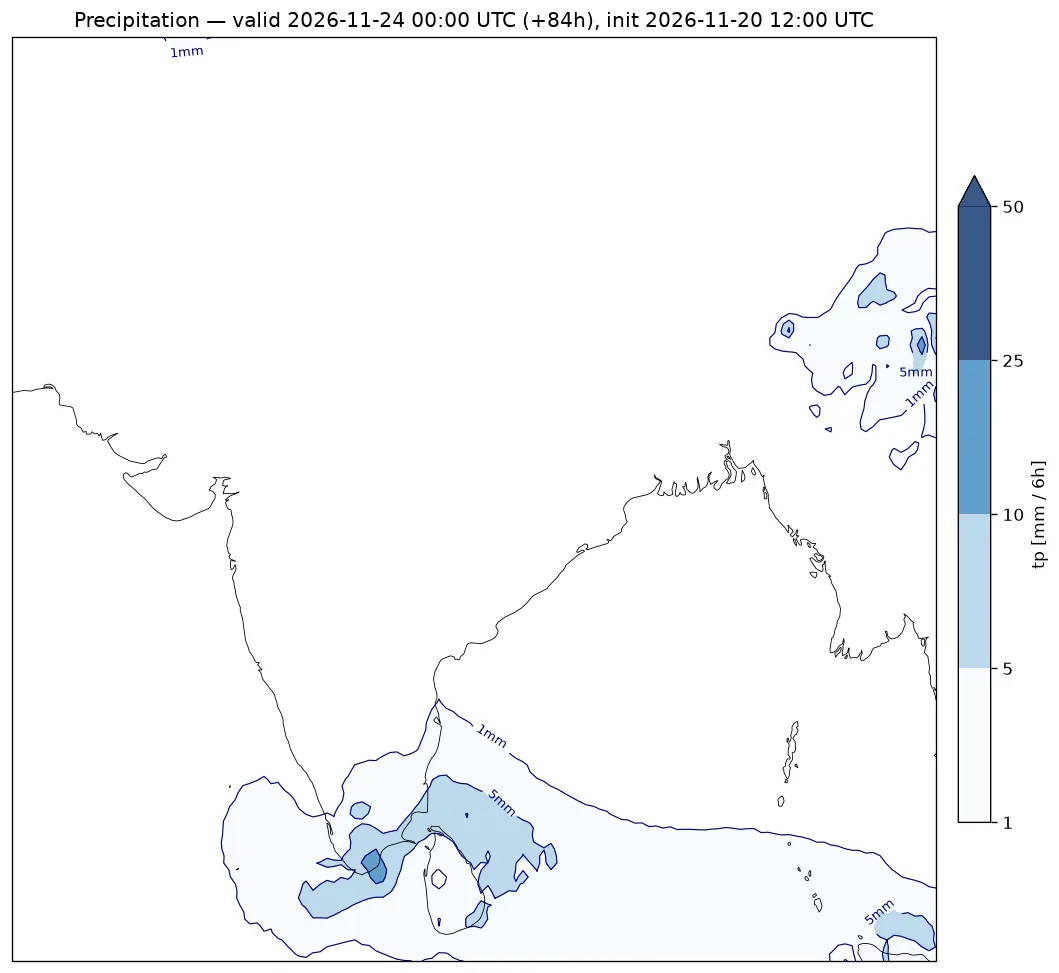 Precipitation — valid 2026-11-24 00:00 UTC (+84h), init 2026-11-20 12:00 UTC
1mm
50
25
5mm
1mm
tp [mm / 6h]
10
5
1mm
5mm
1
5mm